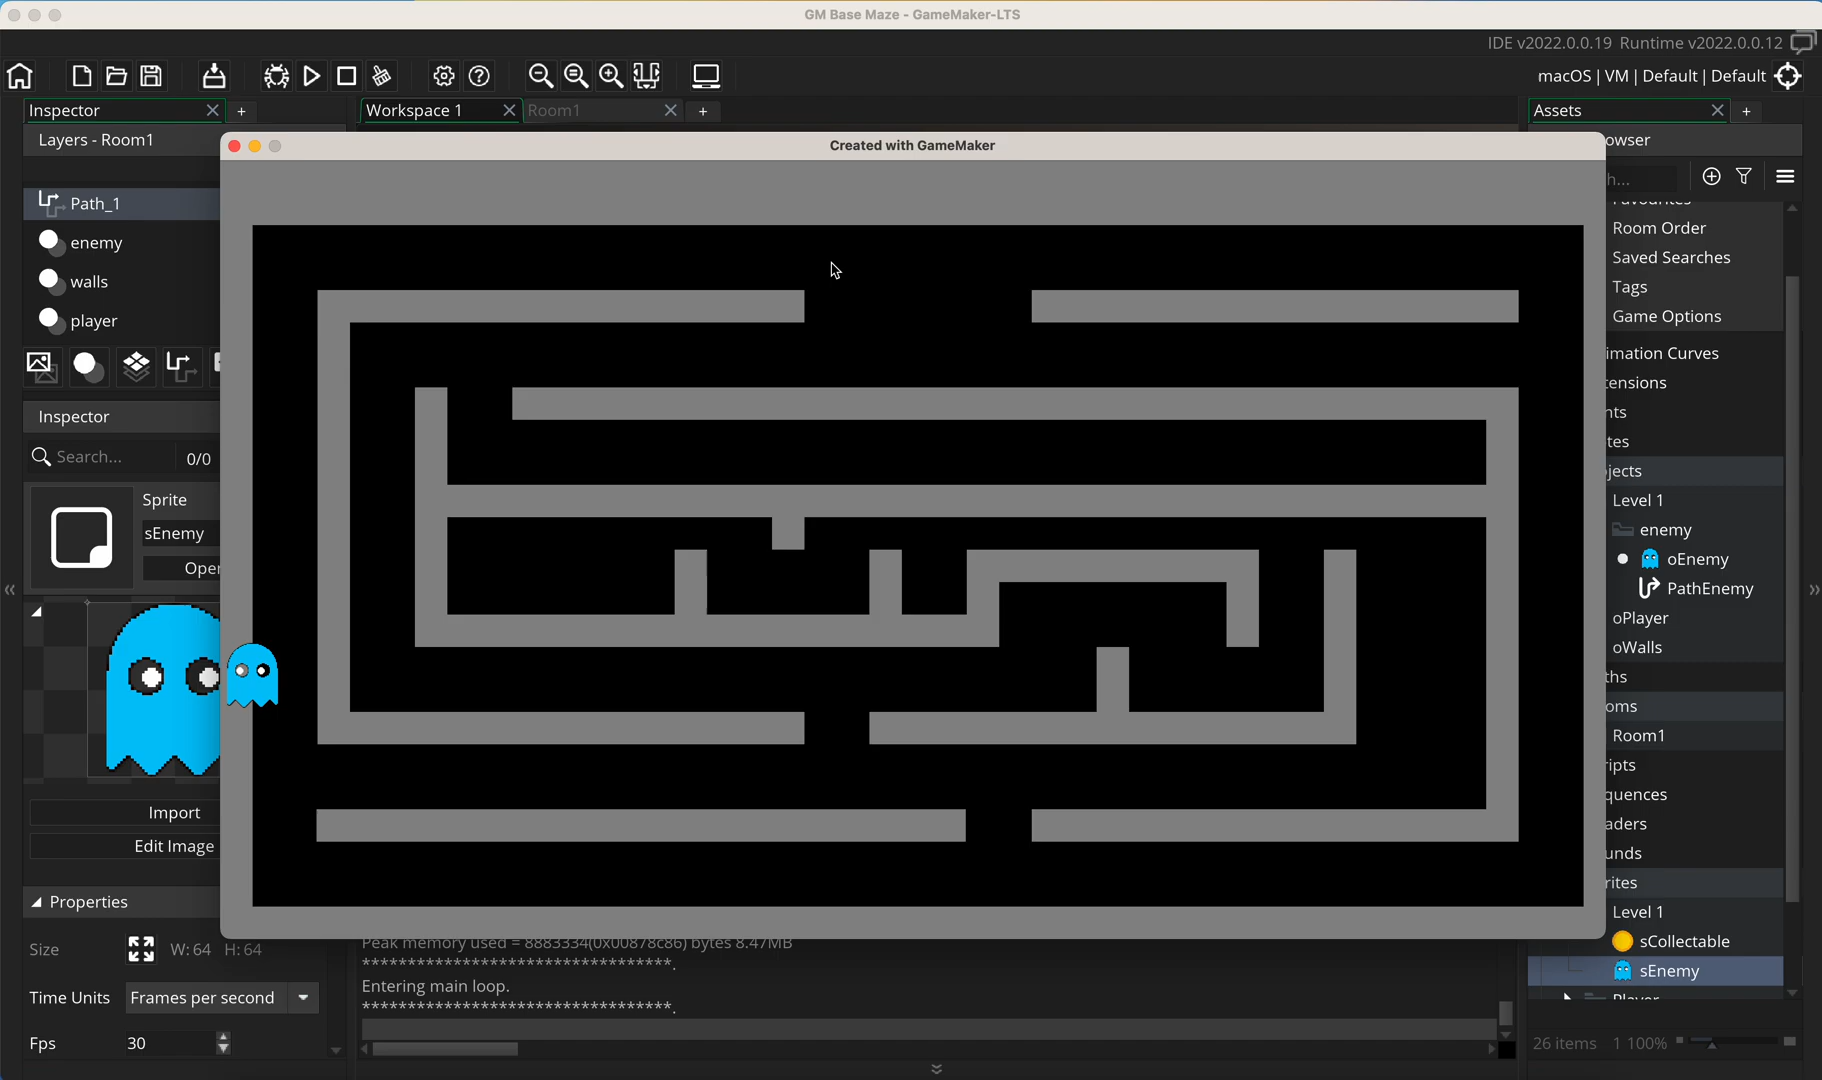 GM Base Maze - GameMaker-LTS
IDE v2022.0.0.19 Runtime v2022.0.0.12
macOS | VM | Default | Default
Inspector
Workspace 1
Room1
Assets
Layers - Room1
Created with GameMaker
owser
h...
Path_1
enemy
walls
player
Room Order
Saved Searches
Tags
Game Options
imation Curves
tensions
nts
tes
Inspector
Search...
0/0
jects
Level 1
enemy
oEnemy
PathEnemy
oPlayer
oWalls
ths
oms
Room1
ripts
quences
aders
unds
rites
Level 1
sCollectable
sEnemy
Sprite
sEnemy
Oper
Import
Edit Image
Properties
Size
W: 64 H: 64
Time Units
Frames per second
Fps
30
Peak memory used = 8883334(0x00878c86) bytes 8.47MB
*********************************.
Entering main loop.
*********************************.
26 items
1 100%